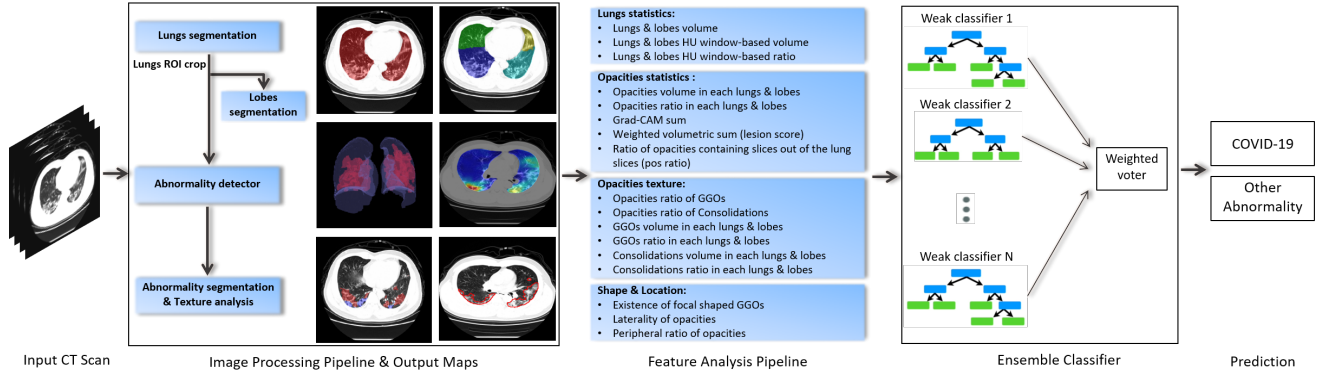 Lungs segmentation
Lungs ROI crop
Lobes
segmentation
Abnormality detector
Abnormality segmentation
& Texture analysis
Lungs statistics:
• Lungs & lobes volume
• Lungs & lobes HU window-based volume
• Lungs & lobes HU window-based ratio
Opacities statistics :
• Opacities volume in each lungs & lobes
• Opacities ratio in each lungs & lobes
• Grad-CAM sum
• Weighted volumetric sum (lesion score)
• Ratio of opacities containing slices out of the lung
slices (pos ratio)
Opacities texture:
• Opacities ratio of GGOs
• Opacities ratio of Consolidations
• GGOs volume in each lungs & lobes
• GGOs ratio in each lungs & lobes
• Consolidations volume in each lungs & lobes
• Consolidations ratio in each lungs & lobes
Shape & Location:
• Existence of focal shaped GGOs
• Laterality of opacities
• Peripheral ratio of opacities
Weak classifier 1
Weak classifier 2
Weak classifier N
Weighted
voter
COVID-19
Other
Abnormality
Input CT Scan
Image Processing Pipeline & Output Maps
Feature Analysis Pipeline
Ensemble Classifier
Prediction